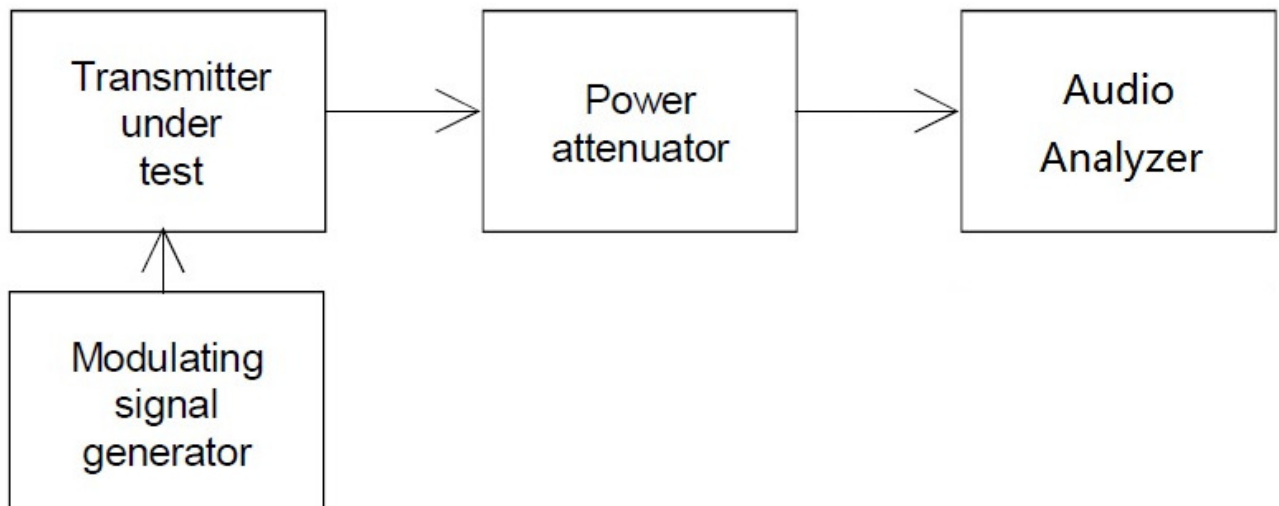 Transmitter
under
test
Power
attenuator
Audio
Analyzer
Modulating
signal
generator